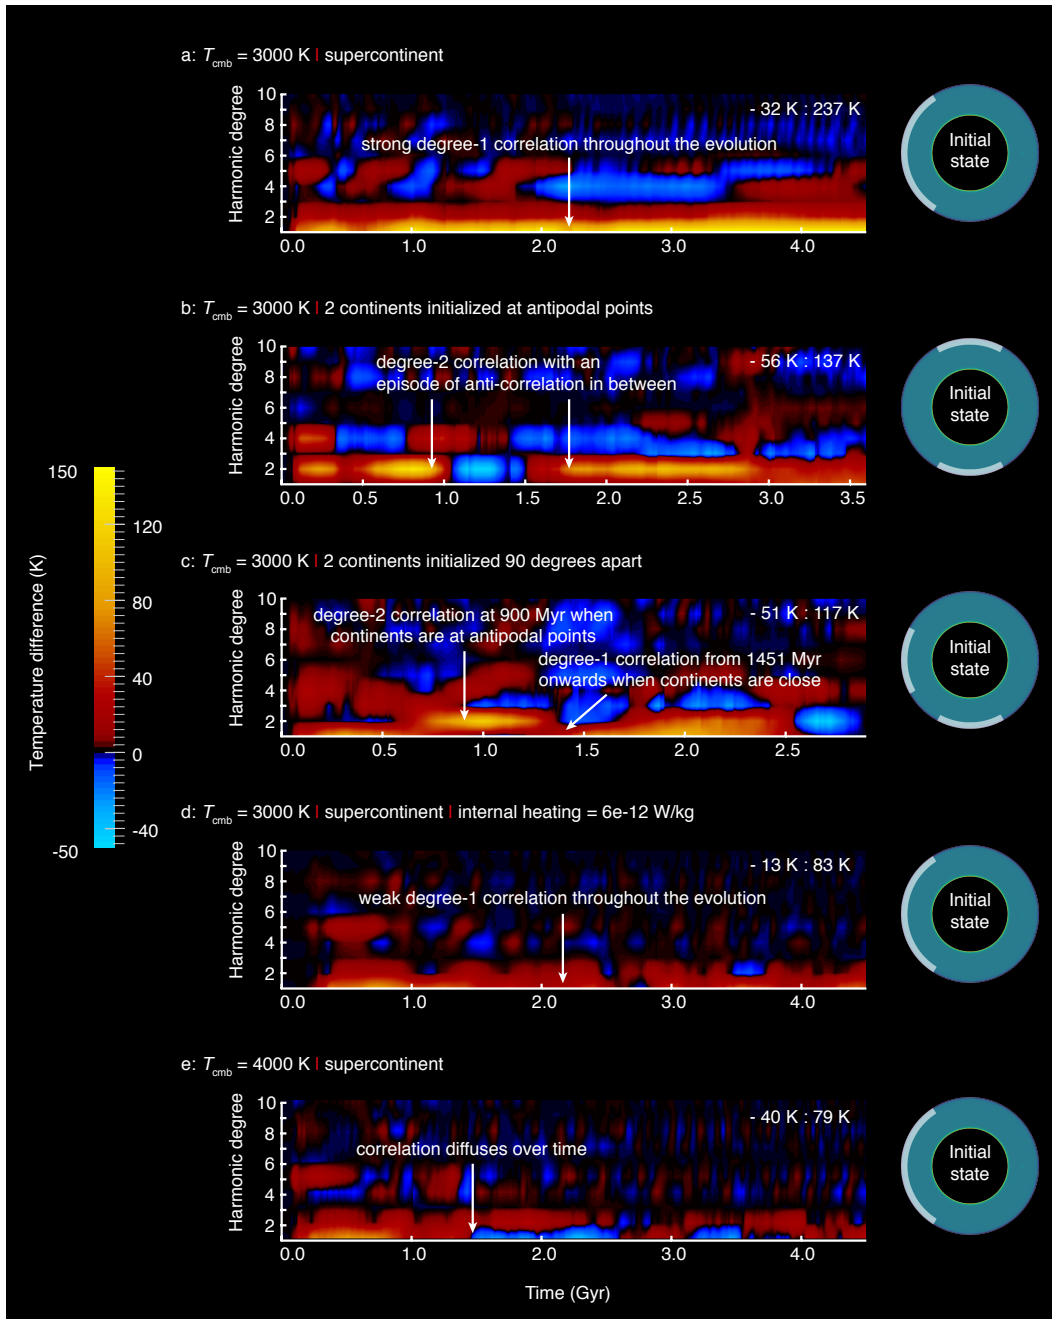 a: Tcmb = 3000 K | supercontinent
Harmonic degree
10
8
6
4
2
- 32 K : 237 K
strong degree-1 correlation throughout the evolution
0.0 1.0 2.0 3.0 4.0
Initial
state
b: Tcmb = 3000 K | 2 continents initialized at antipodal points
Harmonic degree
10
8
6
4
2
- 56 K : 137 K
degree-2 correlation with an
episode of anti-correlation in between
0.0 0.5 1.0 1.5 2.0 2.5 3.0 3.5
Initial
state
Temperature difference (K)
150
120
80
40
0
-40
-50
c: Tcmb = 3000 K | 2 continents initialized 90 degrees apart
Harmonic degree
10
8
6
4
2
- 51 K : 117 K
degree-2 correlation at 900 Myr when
continents are at antipodal points
degree-1 correlation from 1451 Myr
onwards when continents are close
0.0 0.5 1.0 1.5 2.0 2.5
Initial
state
d: Tcmb = 3000 K | supercontinent | internal heating = 6e-12 W/kg
Harmonic degree
10
8
6
4
2
- 13 K : 83 K
weak degree-1 correlation throughout the evolution
0.0 1.0 2.0 3.0 4.0
Initial
state
e: Tcmb = 4000 K | supercontinent
Harmonic degree
10
8
6
4
2
- 40 K : 79 K
correlation diffuses over time
0.0 1.0 2.0 3.0 4.0
Initial
state
Time (Gyr)